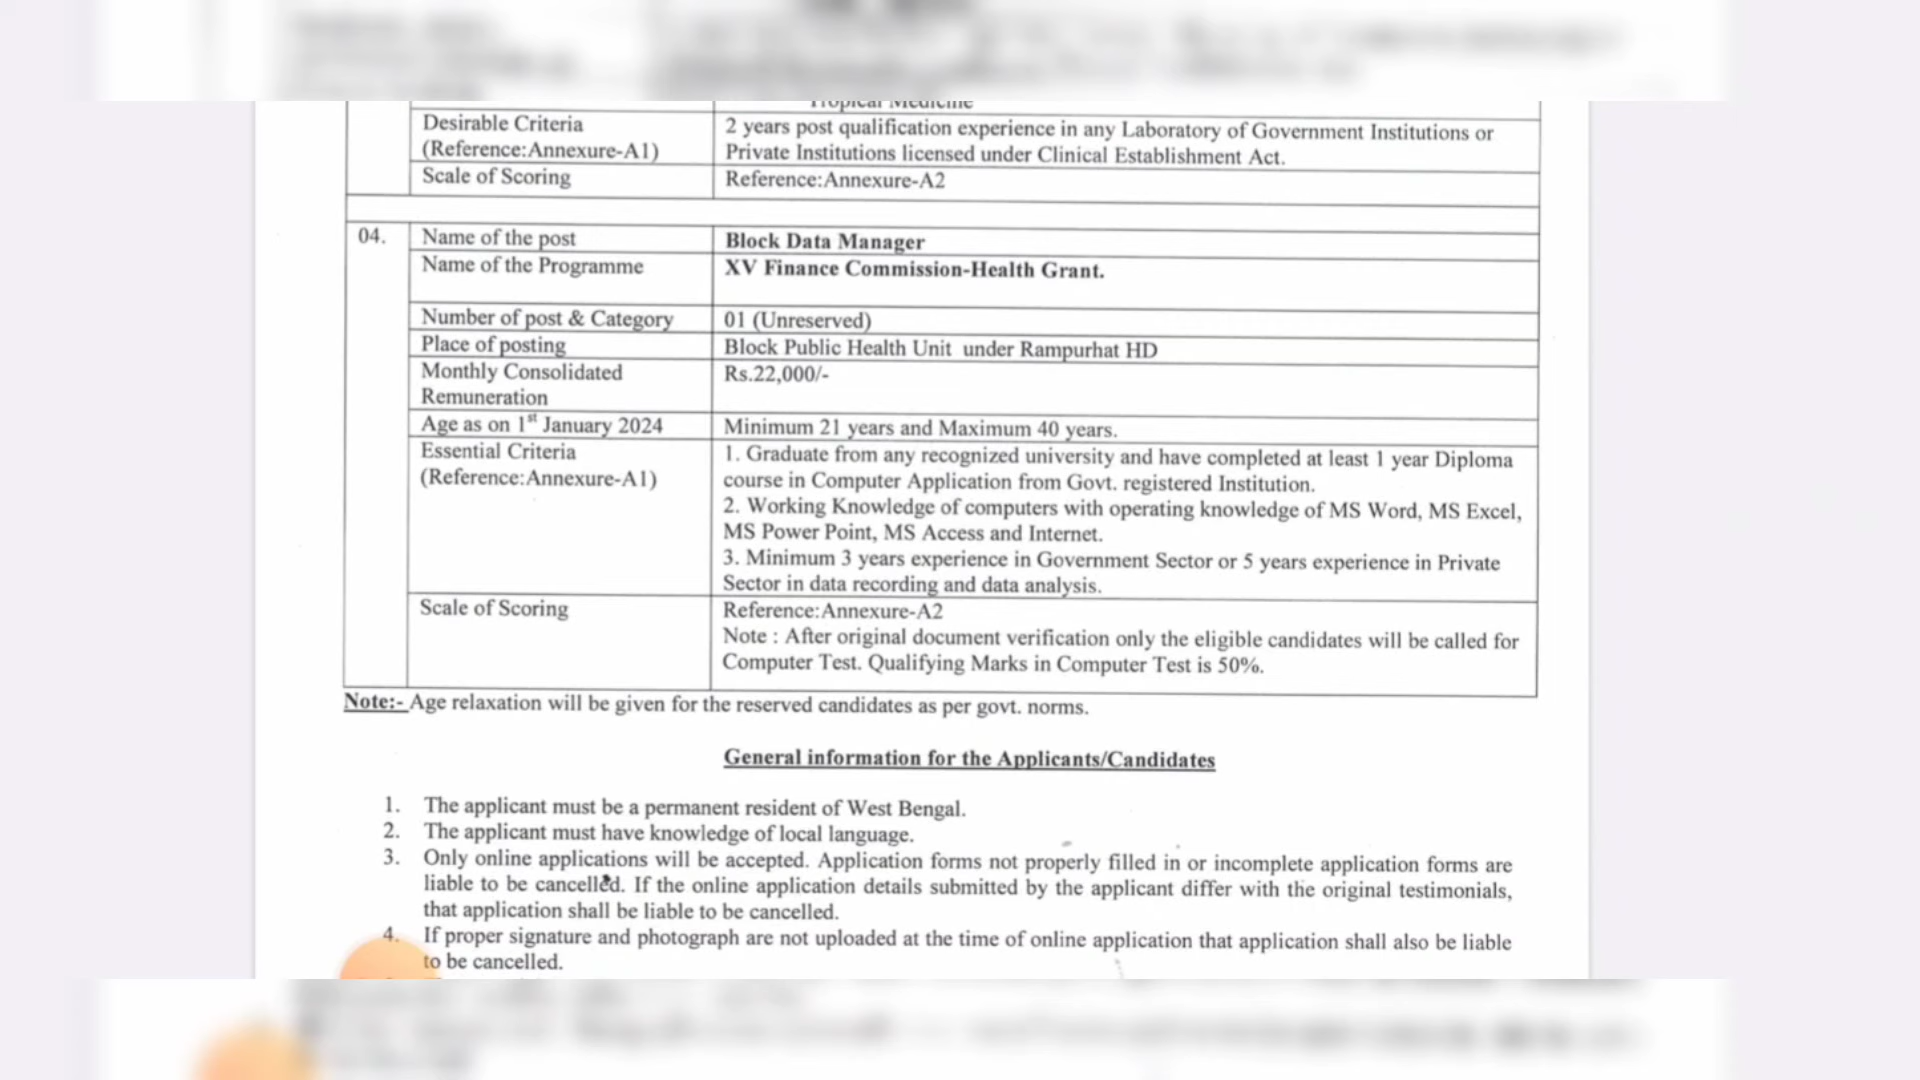 Tropical Medicine
Desirable Criteria
(Reference:Annexure-A1)
2 years post qualification experience in any Laboratory of Government Institutions or
Private Institutions licensed under Clinical Establishment Act.
Scale of Scoring
Reference:Annexure-A2
04.
Name of the post
Block Data Manager
Name of the Programme
XV Finance Commission-Health Grant.
Number of post & Category
01 (Unreserved)
Place of posting
Block Public Health Unit under Rampurhat HD
Monthly Consolidated
Remuneration
Rs.22,000/-
Age as on 1st January 2024
Minimum 21 years and Maximum 40 years.
Essential Criteria
(Reference:Annexure-A1)
1. Graduate from any recognized university and have completed at least 1 year Diploma
course in Computer Application from Govt. registered Institution.
2. Working Knowledge of computers with operating knowledge of MS Word, MS Excel,
MS Power Point, MS Access and Internet.
3. Minimum 3 years experience in Government Sector or 5 years experience in Private
Sector in data recording and data analysis.
Scale of Scoring
Reference:Annexure-A2
Note : After original document verification only the eligible candidates will be called for
Computer Test. Qualifying Marks in Computer Test is 50%.
Note:- Age relaxation will be given for the reserved candidates as per govt. norms.
General information for the Applicants/Candidates
1. The applicant must be a permanent resident of West Bengal.
2. The applicant must have knowledge of local language.
3. Only online applications will be accepted. Application forms not properly filled in or incomplete application forms are
liable to be cancelled. If the online application details submitted by the applicant differ with the original testimonials,
that application shall be liable to be cancelled.
4. If proper signature and photograph are not uploaded at the time of online application that application shall also be liable
to be cancelled.